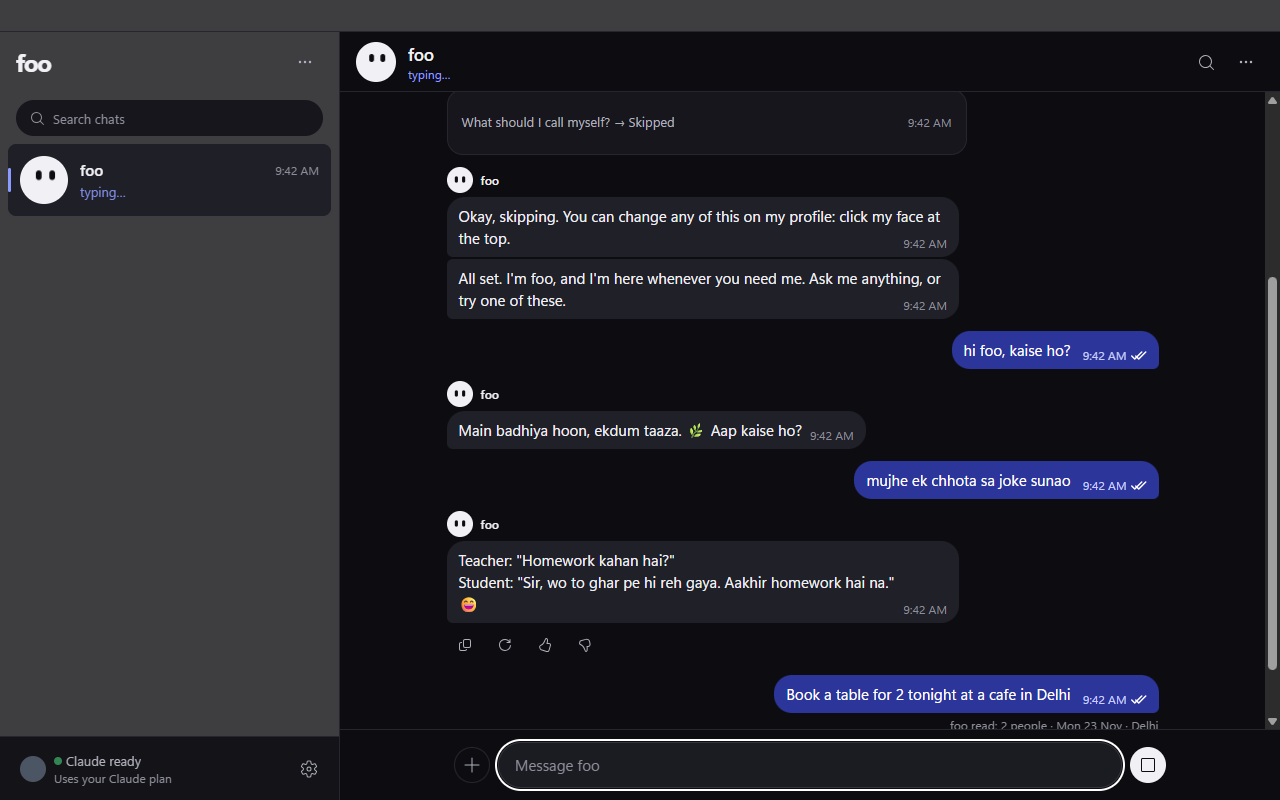 foo
Search chats
foo
9:42 AM
typing...
Claude ready
Uses your Claude plan
foo
typing...
What should I call myself? → Skipped
9:42 AM
foo
Okay, skipping. You can change any of this on my profile: click my face at
the top.
9:42 AM
All set. I'm foo, and I'm here whenever you need me. Ask me anything, or
try one of these.
9:42 AM
hi foo, kaise ho?
9:42 AM
foo
Main badhiya hoon, ekdum taaza. 🌿 Aap kaise ho?
9:42 AM
mujhe ek chhota sa joke sunao
9:42 AM
foo
Teacher: "Homework kahan hai?"
Student: "Sir, wo to ghar pe hi reh gaya. Aakhir homework hai na."
😄
9:42 AM
Book a table for 2 tonight at a cafe in Delhi
9:42 AM
foo read: 2 people · Mon 23 Nov · Delhi
Message foo